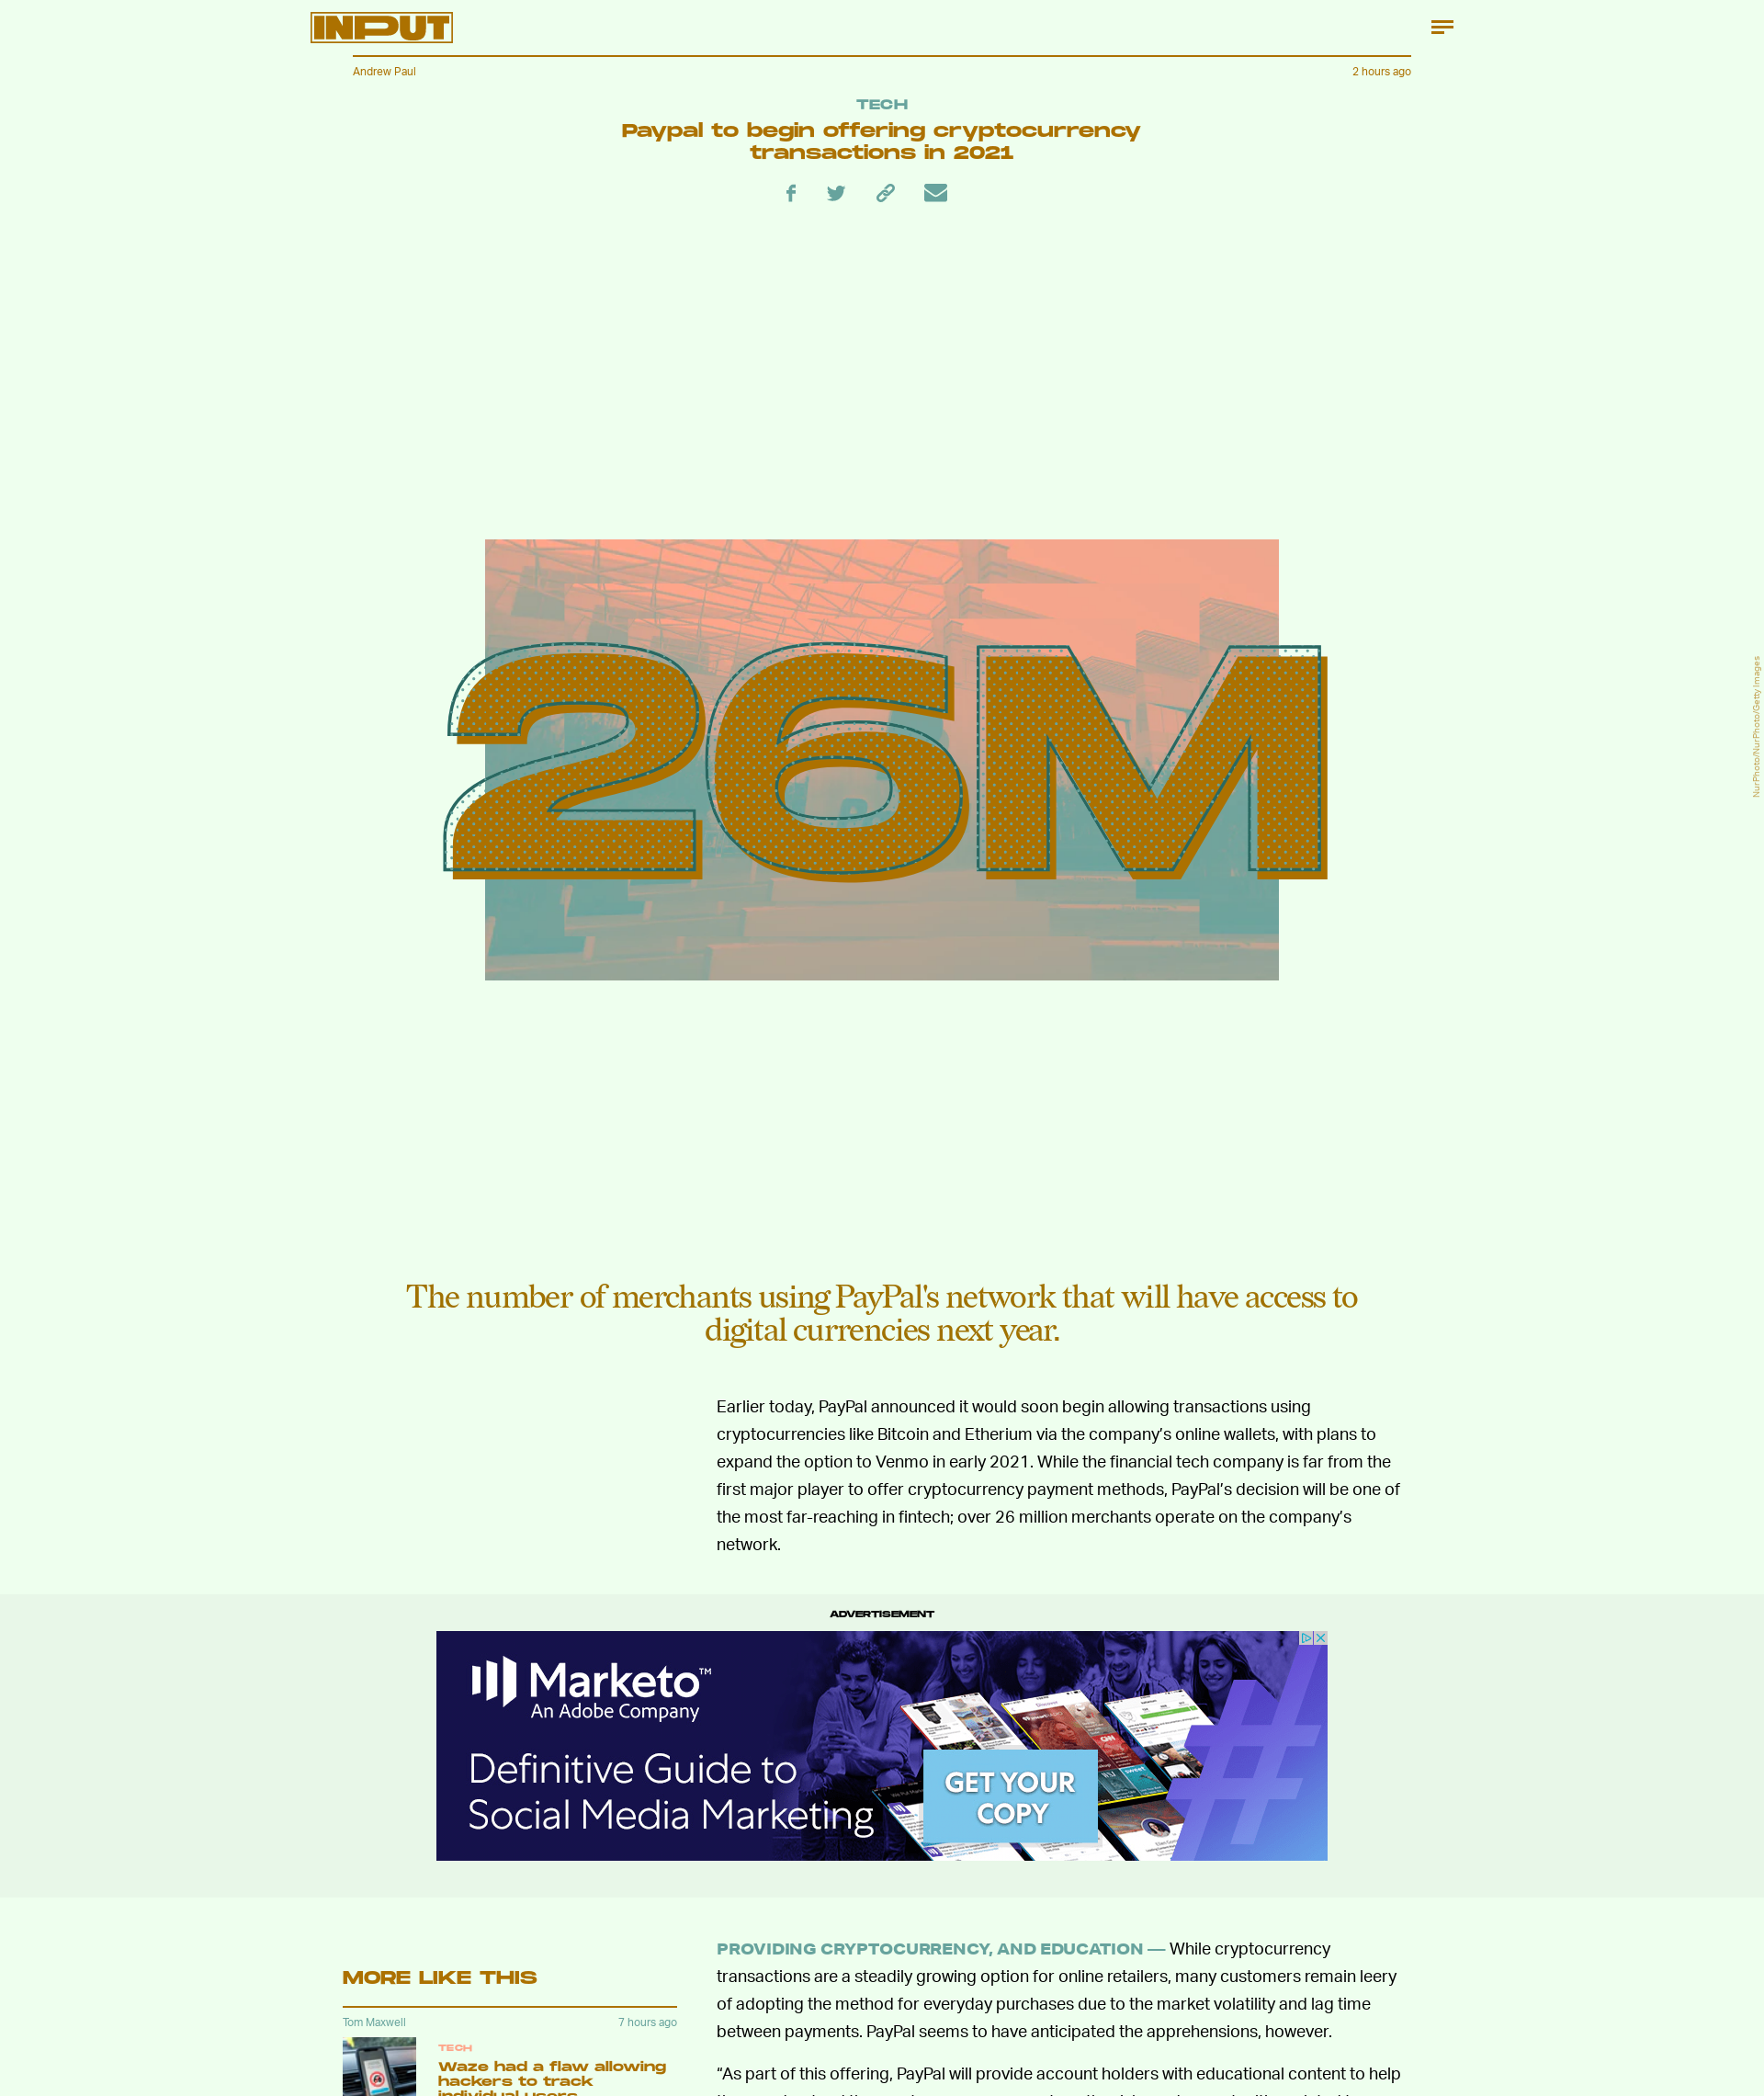 INPUT
Andrew Paul
2 hours ago
TECH
Paypal to begin offering cryptocurrency
transactions in 2021
26M
NurPhoto/NurPhoto/Getty Images
The number of merchants using PayPal's network that will have access to
digital currencies next year.
Earlier today, PayPal announced it would soon begin allowing transactions using
cryptocurrencies like Bitcoin and Etherium via the company’s online wallets, with plans to
expand the option to Venmo in early 2021. While the financial tech company is far from the
first major player to offer cryptocurrency payment methods, PayPal’s decision will be one of
the most far-reaching in fintech; over 26 million merchants operate on the company’s
network.
ADVERTISEMENT
Marketo™
An Adobe Company
Definitive Guide to
Social Media Marketing
GET YOUR
COPY
#
MORE LIKE THIS
Tom Maxwell
7 hours ago
TECH
Waze had a flaw allowing
hackers to track
individual users
PROVIDING CRYPTOCURRENCY, AND EDUCATION — While cryptocurrency
transactions are a steadily growing option for online retailers, many customers remain leery
of adopting the method for everyday purchases due to the market volatility and lag time
between payments. PayPal seems to have anticipated the apprehensions, however.
“As part of this offering, PayPal will provide account holders with educational content to help